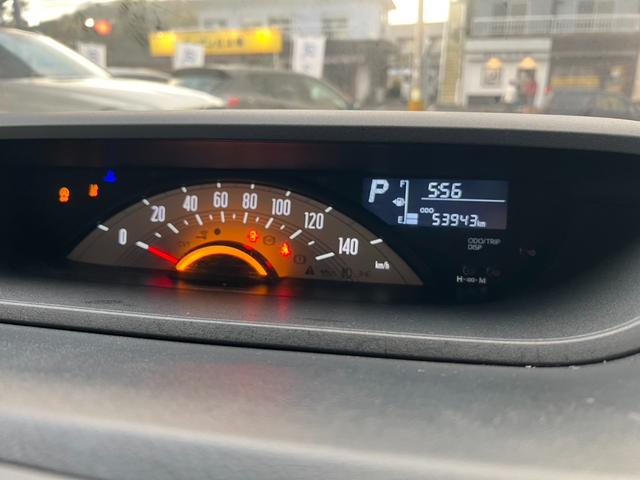 P F 5:56
E ODO 53943km
0 20 40 60 80 100 120 140
km/h
ODO/TRIP
DISP
H-∞-M